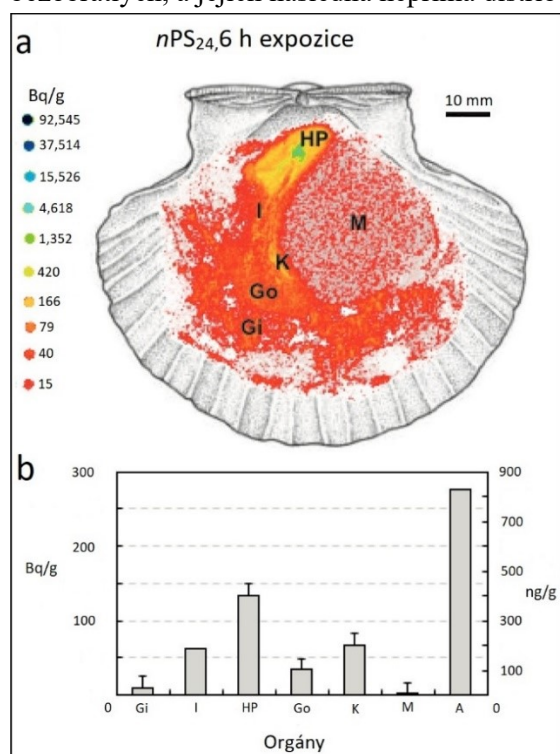 a
nPS24,6 h expozice
Bq/g
92,545
37,514
15,526
4,618
1,352
420
166
79
40
15
10 mm
HP
I
M
K
Go
Gi
b
300
200
100
0
Bq/g
900
700
500
300
100
0
ng/g
Gi I HP Go K M A
Orgány